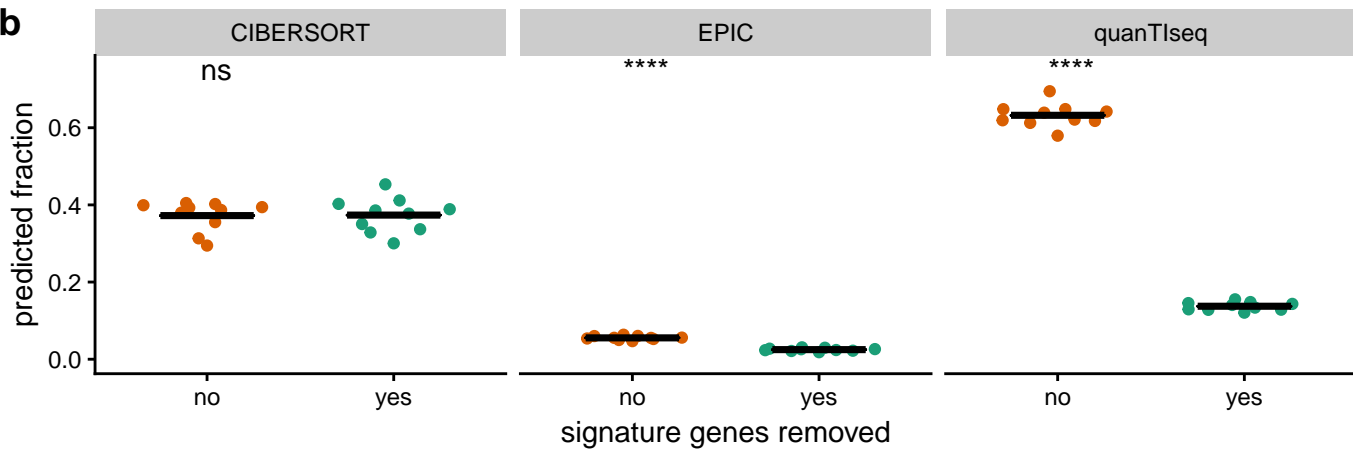 b
CIBERSORT EPIC quanTIseq
ns **** ****
predicted fraction
0.6
0.4
0.2
0.0
no yes no yes no yes
signature genes removed